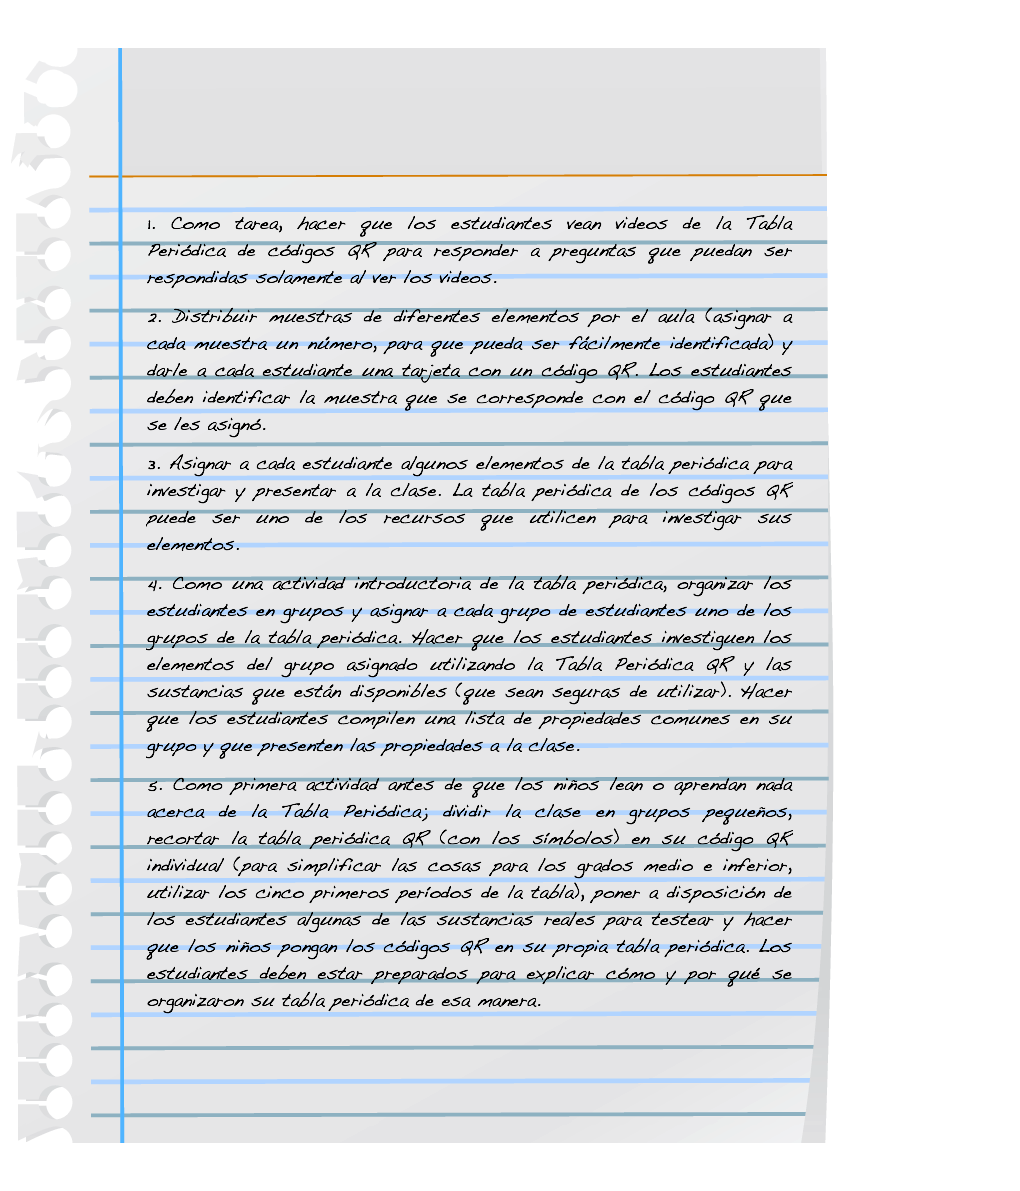 1. Como tarea, hacer que los estudiantes vean videos de la Tabla
Periódica de códigos QR para responder a preguntas que puedan ser
respondidas solamente al ver los videos.
2. Distribuir muestras de diferentes elementos por el aula (asignar a
cada muestra un número, para que pueda ser fácilmente identificada) y
darle a cada estudiante una tarjeta con un código QR. Los estudiantes
deben identificar la muestra que se corresponde con el código QR que
se les asignó.
3. Asignar a cada estudiante algunos elementos de la tabla periódica para
investigar y presentar a la clase. La tabla periódica de los códigos QR
puede ser uno de los recursos que utilicen para investigar sus
elementos.
4. Como una actividad introductoria de la tabla periódica, organizar los
estudiantes en grupos y asignar a cada grupo de estudiantes uno de los
grupos de la tabla periódica. Hacer que los estudiantes investiguen los
elementos del grupo asignado utilizando la Tabla Periódica QR y las
sustancias que están disponibles (que sean seguras de utilizar). Hacer
que los estudiantes compilen una lista de propiedades comunes en su
grupo y que presenten las propiedades a la clase.
5. Como primera actividad antes de que los niños lean o aprendan nada
acerca de la Tabla Periódica; dividir la clase en grupos pequeños,
recortar la tabla periódica QR (con los símbolos) en su código QR
individual (para simplificar las cosas para los grados medio e inferior,
utilizar los cinco primeros períodos de la tabla), poner a disposición de
los estudiantes algunas de las sustancias reales para testear y hacer
que los niños pongan los códigos QR en su propia tabla periódica. Los
estudiantes deben estar preparados para explicar cómo y por qué se
organizaron su tabla periódica de esa manera.